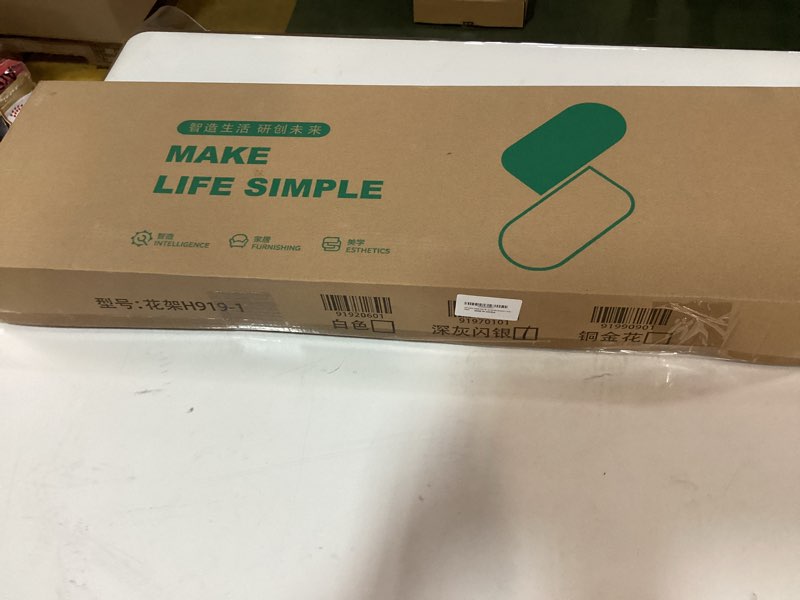 智造生活 研创未来
MAKE
LIFE SIMPLE
智造
INTELLIGENCE
家居
FURNISHING
美学
ESTHETICS
型号:花架H919-1
91920601
白色
91970101
深灰闪银
91990901
铜金花